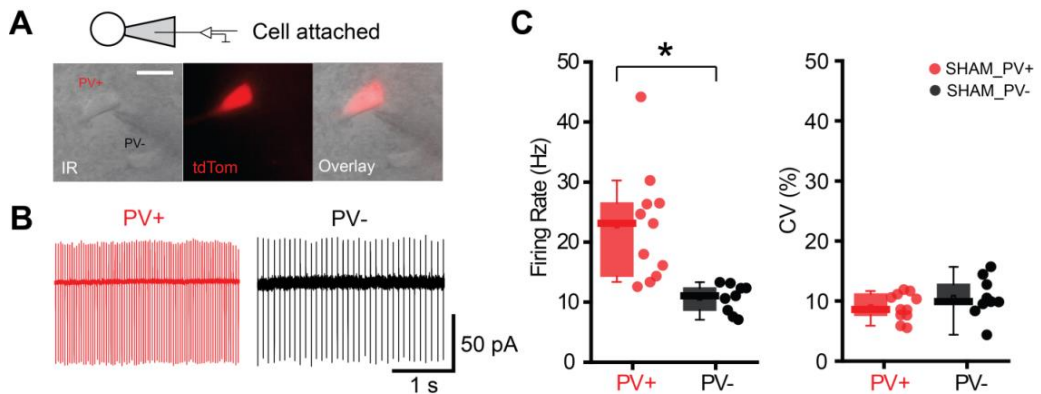 A
Cell attached
PV+
PV-
IR
tdTom
Overlay
B
PV+
PV-
50 pA
1 s
C
*
Firing Rate (Hz)
50
40
30
20
10
0
PV+
PV-
CV (%)
50
40
30
20
10
0
PV+
PV-
SHAM_PV+
SHAM_PV-